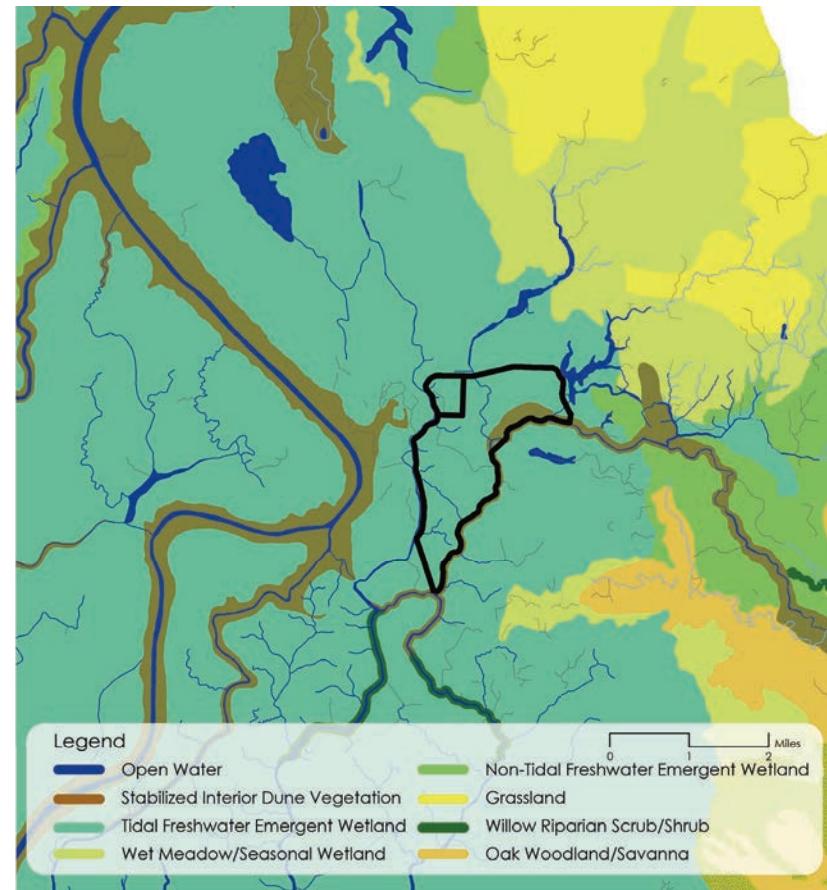 Legend
Open Water
Stabilized Interior Dune Vegetation
Tidal Freshwater Emergent Wetland
Wet Meadow/Seasonal Wetland
0 1 2 Miles
Non-Tidal Freshwater Emergent Wetland
Grassland
Willow Riparian Scrub/Shrub
Oak Woodland/Savanna